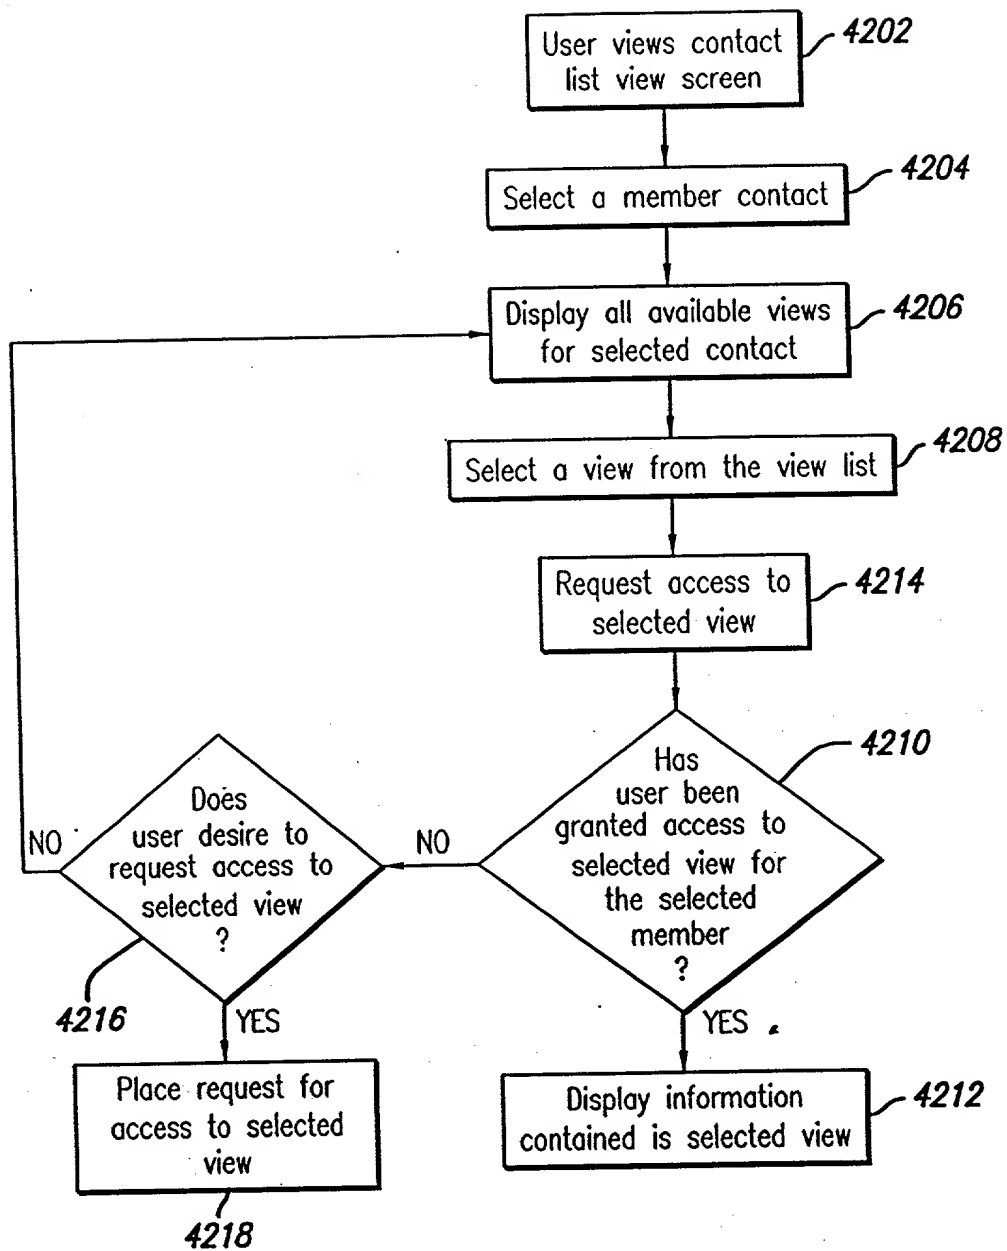 User views contact
list view screen
4202
Select a member contact
4204
Display all available views
for selected contact
4206
Select a view from the view list
4208
Request access to
selected view
4214
Has
user been
granted access to
selected view for
the selected
member
?
4210
NO
YES
Does
user desire to
request access to
selected view
?
4216
NO
YES
Place request for
access to selected
view
4218
Display information
contained is selected view
4212